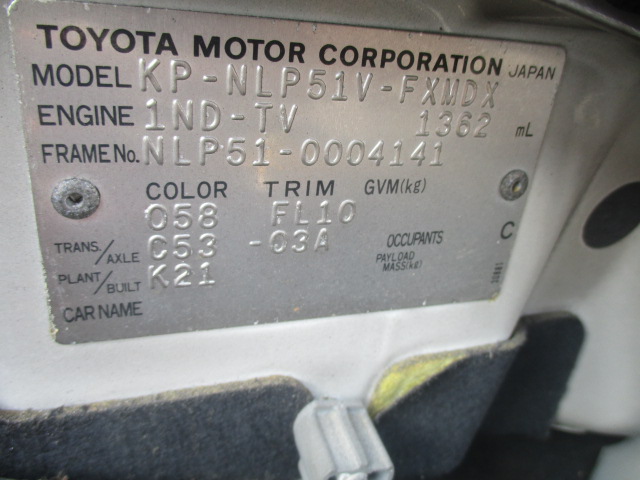 TOYOTA MOTOR CORPORATION JAPAN
MODEL KP-NLP51V-FXMDX
ENGINE 1ND-TV 1362 mL
FRAME No. NLP51-0004141
COLOR TRIM GVM(kg)
058 FL10
TRANS./AXLE C53 -03A OCCUPANTS C
PLANT/BUILT K21 PAYLOAD MASS(kg)
CAR NAME